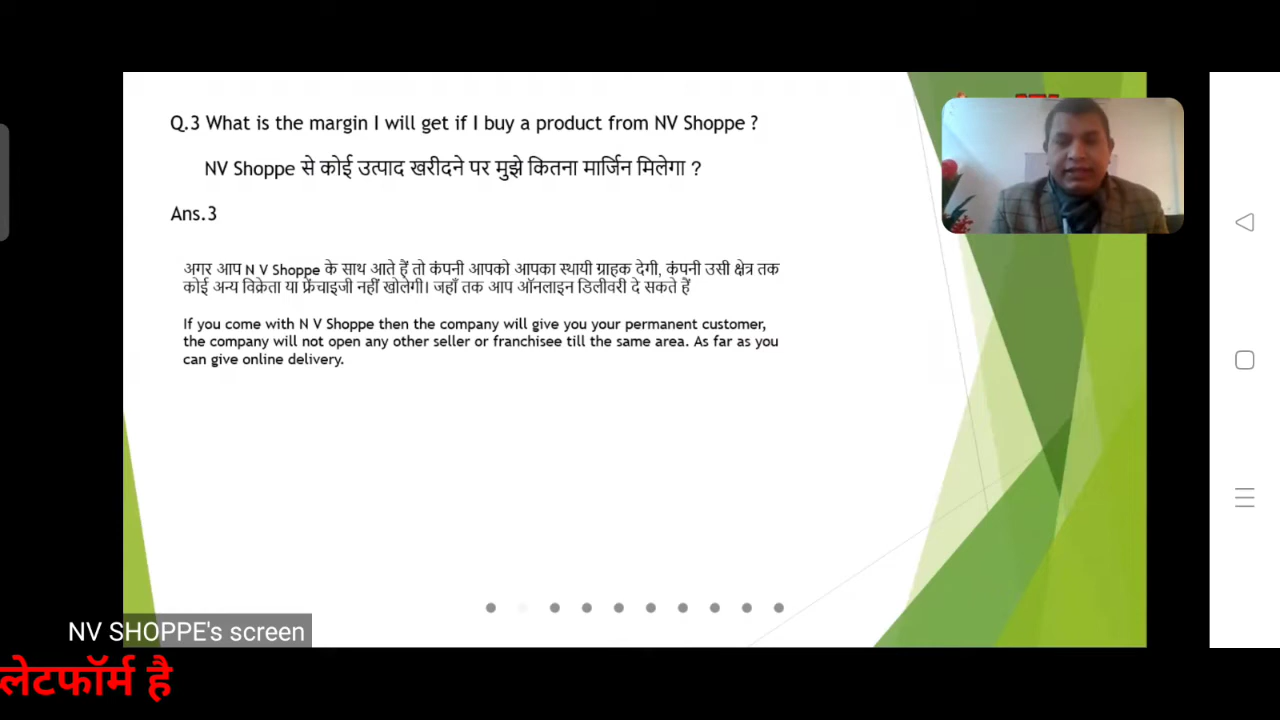 Q.3 What is the margin I will get if I buy a product from NV Shoppe ?
NV Shoppe से कोई उत्पाद खरीदने पर मुझे कितना मार्जिन मिलेगा ?
Ans.3
अगर आप N V Shoppe के साथ आते हैं तो कंपनी आपको आपका स्थायी ग्राहक देगी, कंपनी उसी क्षेत्र तक
कोई अन्य विक्रेता या फ्रैंचाइजी नहीं खोलेगी। जहाँ तक आप ऑनलाइन डिलीवरी दे सकते हैं
If you come with N V Shoppe then the company will give you your permanent customer,
the company will not open any other seller or franchisee till the same area. As far as you
can give online delivery.
NV SHOPPE's screen
लेटफॉर्म है